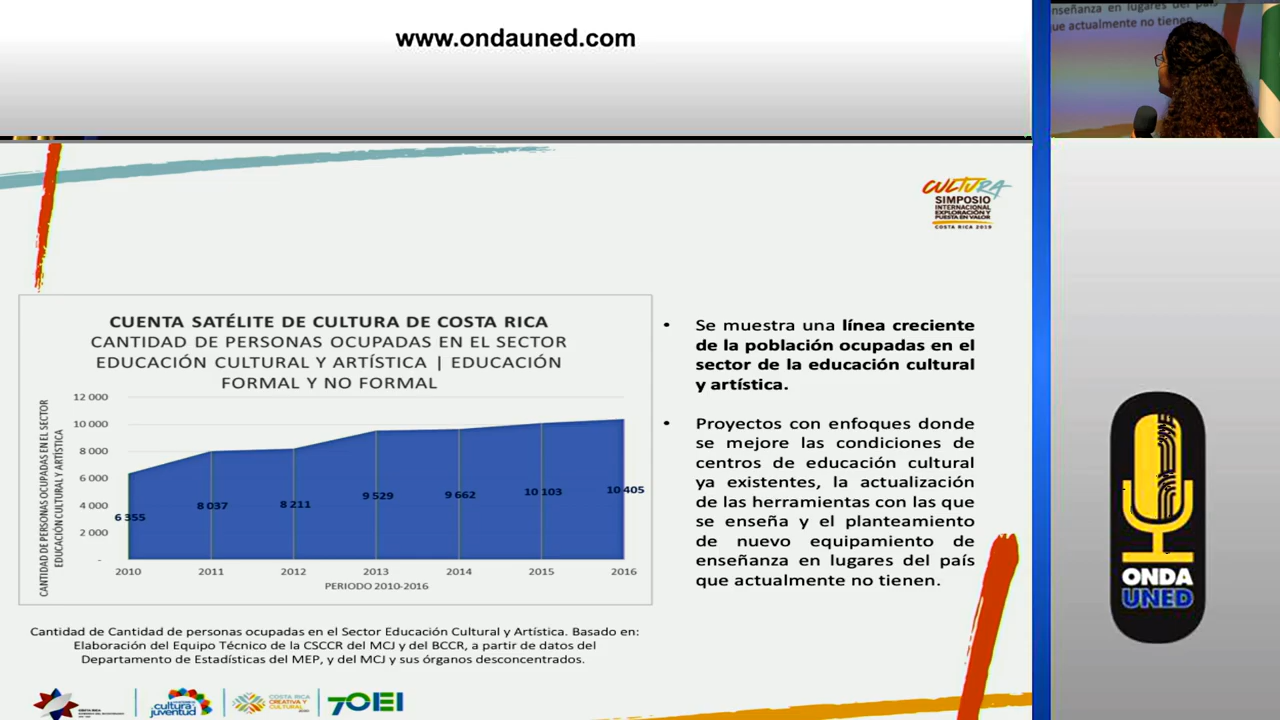 www.ondauned.com
enseñanza en lugares del país
que actualmente no tienen.
CULTURA
SIMPOSIO
INTERNACIONAL
EXPLORACIÓN Y
PUESTA EN VALOR
COSTA RICA 2019
CUENTA SATÉLITE DE CULTURA DE COSTA RICA
CANTIDAD DE PERSONAS OCUPADAS EN EL SECTOR
EDUCACIÓN CULTURAL Y ARTÍSTICA | EDUCACIÓN
FORMAL Y NO FORMAL
CANTIDAD DE PERSONAS OCUPADAS EN EL SECTOR
EDUCACIÓN CULTURAL Y ARTÍSTICA
12 000
10 000
8 000
6 000
4 000
2 000
-
6 355
8 037
8 211
9 529
9 662
10 103
10 405
2010 2011 2012 2013 2014 2015 2016
PERIODO 2010-2016
Cantidad de Cantidad de personas ocupadas en el Sector Educación Cultural y Artística. Basado en:
Elaboración del Equipo Técnico de la CSCCR del MCJ y del BCCR, a partir de datos del
Departamento de Estadísticas del MEP, y del MCJ y sus órganos desconcentrados.
• Se muestra una línea creciente
de la población ocupadas en el
sector de la educación cultural
y artística.
• Proyectos con enfoques donde
se mejore las condiciones de
centros de educación cultural
ya existentes, la actualización
de las herramientas con las que
se enseña y el planteamiento
de nuevo equipamiento de
enseñanza en lugares del país
que actualmente no tienen.
COSTA RICA
cultura
juventud
COSTA RICA
CREATIVA Y
CULTURAL
7OEI
ONDA
UNED